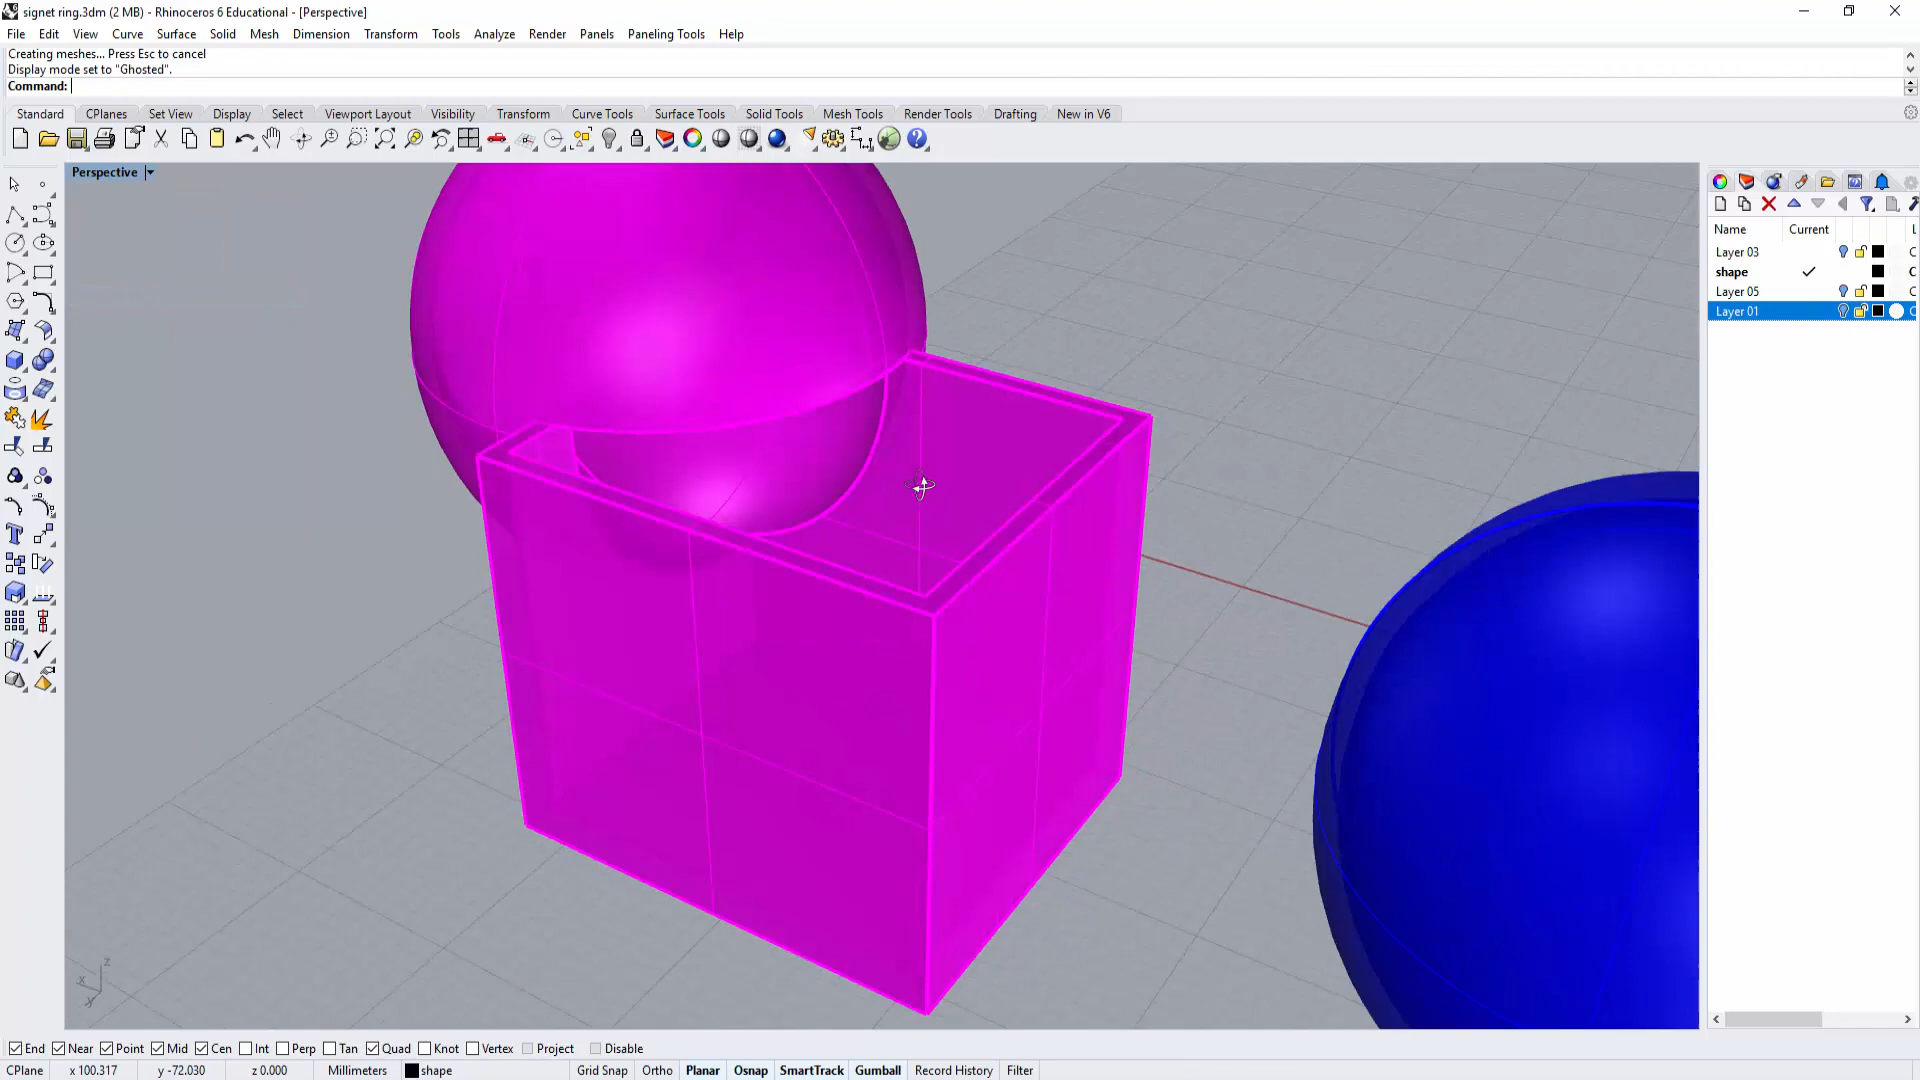 signet ring.3dm (2 MB) - Rhinoceros 6 Educational - [Perspective]
File Edit View Curve Surface Solid Mesh Dimension Transform Tools Analyze Render Panels Paneling Tools Help
Creating meshes... Press Esc to cancel
Display mode set to "Ghosted".
Command:
Standard CPlanes Set View Display Select Viewport Layout Visibility Transform Curve Tools Surface Tools Solid Tools Mesh Tools Render Tools Drafting New in V6
Perspective
Name Current L
Layer 03 C
shape C
Layer 05 C
Layer 01 C
z
x
y
End Near Point Mid Cen Int Perp Tan Quad Knot Vertex Project Disable
CPlane x 100.317 y -72.030 z 0.000 Millimeters shape Grid Snap Ortho Planar Osnap SmartTrack Gumball Record History Filter